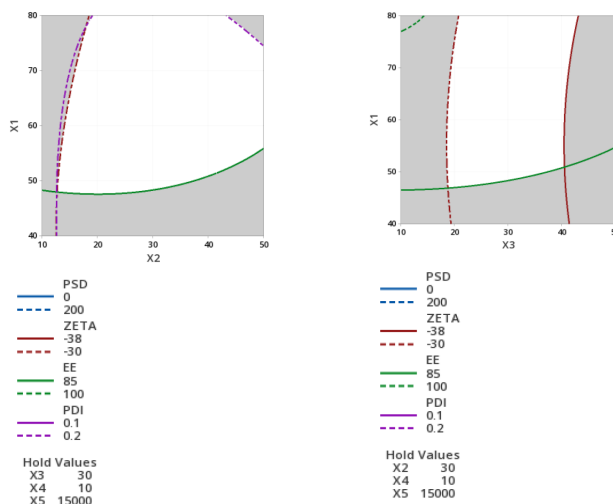 80
70
60
50
40
X1
10
20
30
40
50
X2
PSD
0
200
ZETA
-38
-30
EE
85
100
PDI
0.1
0.2
Hold Values
X3 30
X4 10
X5 15000
80
70
60
50
40
X1
10
20
30
40
X3
PSD
0
200
ZETA
-38
-30
EE
85
100
PDI
0.1
0.2
Hold Values
X2 30
X4 10
X5 15000